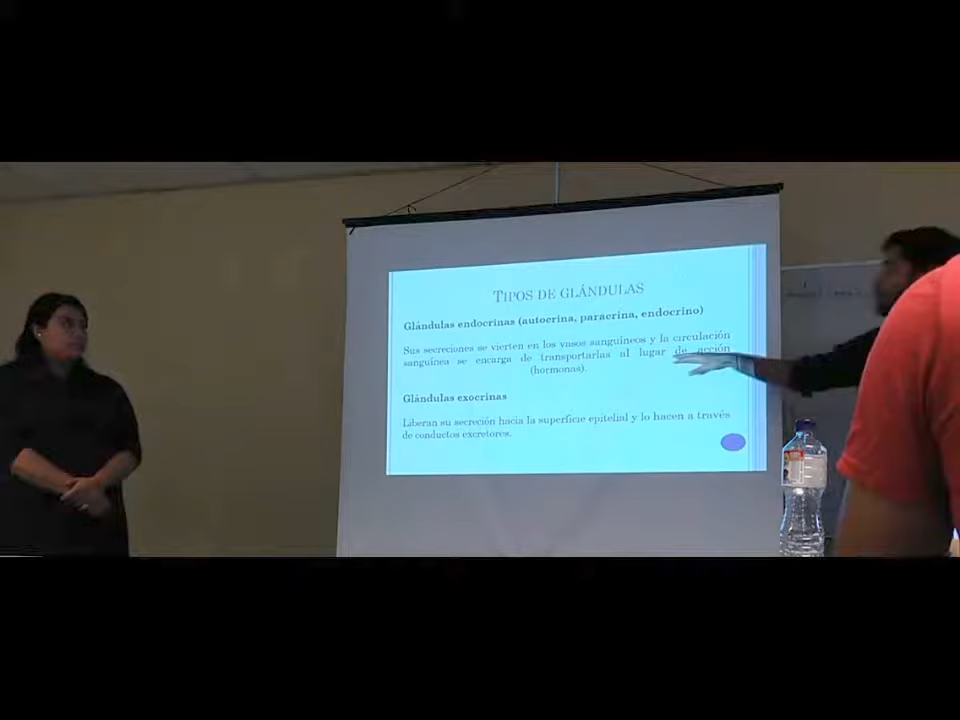 TIPOS DE GLÁNDULAS
Glándulas endocrinas (autocrina, paracrina, endocrino)
Sus secreciones se vierten en los vasos sanguíneos y la circulación
sanguínea se encarga de transportarlas al lugar de acción
(hormonas).
Glándulas exocrinas
Liberan su secreción hacia la superficie epitelial y lo hacen a través
de conductos excretores.